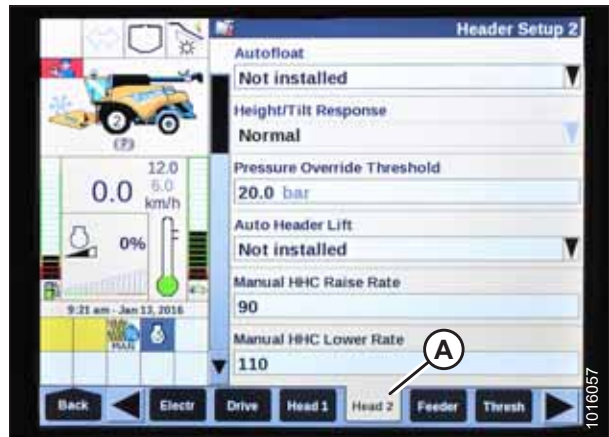 Header Setup 2
Autofloat
Not installed
Height/Tilt Response
Normal
Pressure Override Threshold
20.0 bar
Auto Header Lift
Not installed
Manual HHC Raise Rate
90
Manual HHC Lower Rate
110
2
(?)
12.0
0.0 6.0
km/h
0%
9:21 am - Jan 13, 2016
MAN
A
Back Electr Drive Head 1 Head 2 Feeder Thresh
1016057